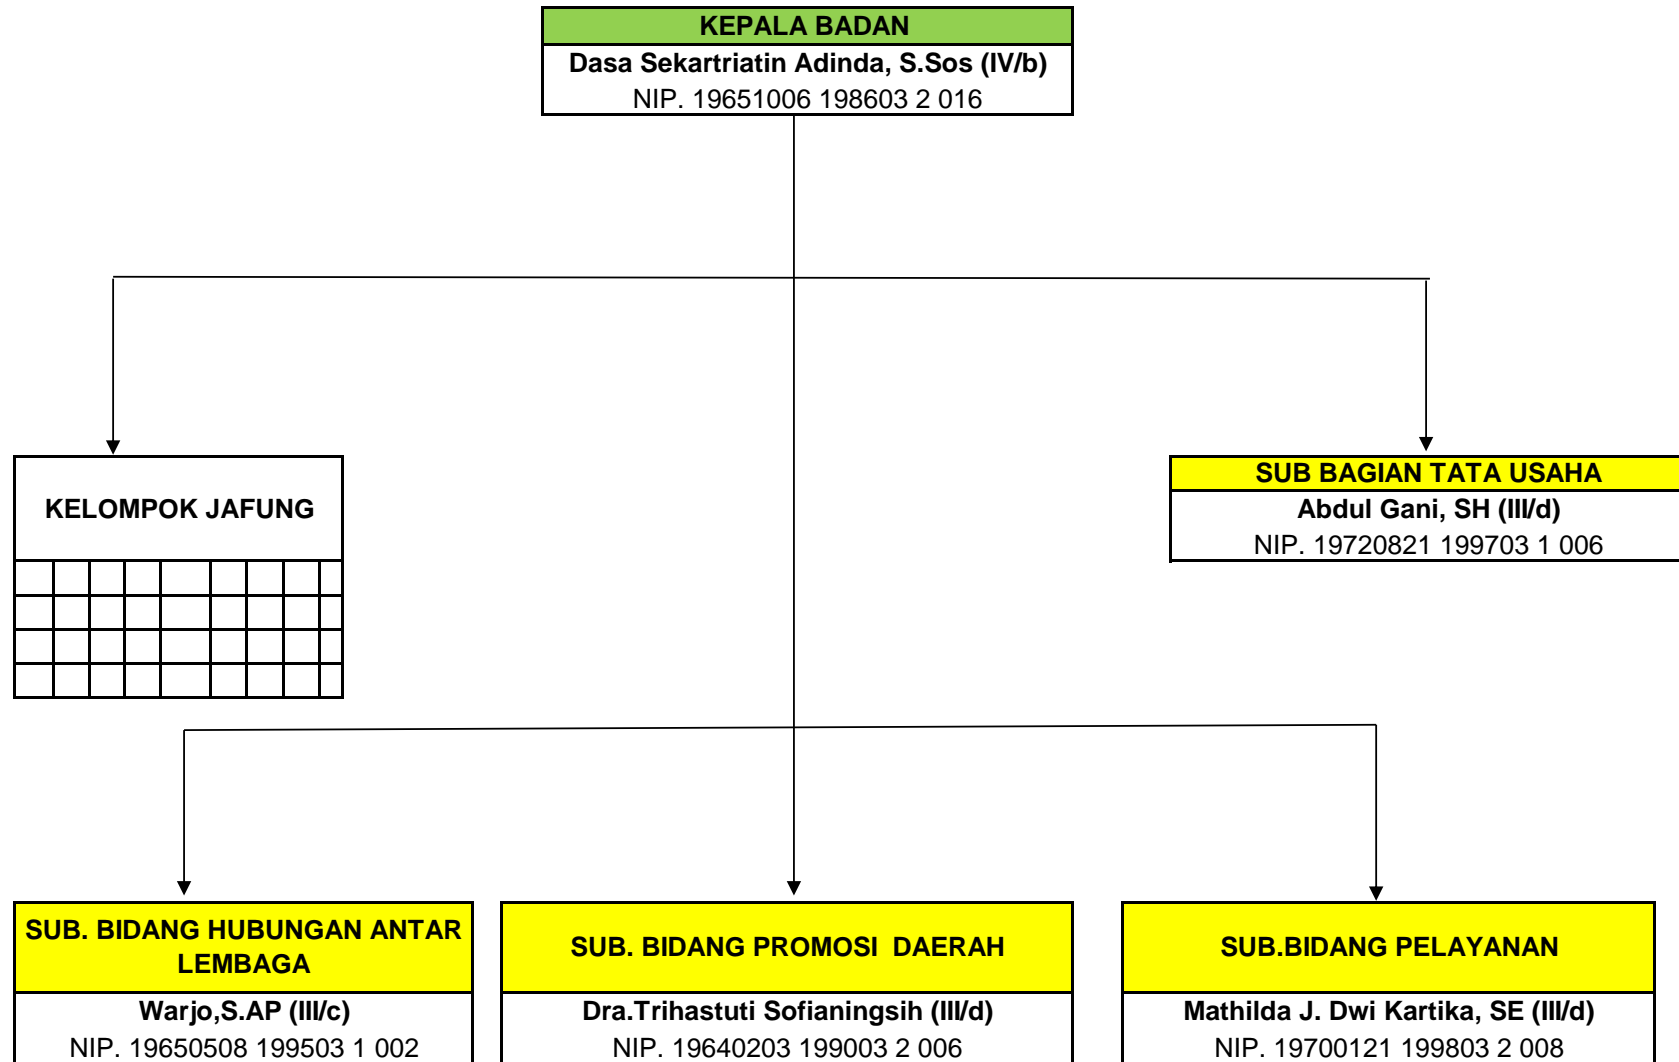 KEPALA BADAN
Dasa Sekartriatin Adinda, S.Sos (IV/b)
NIP. 19651006 198603 2 016
KELOMPOK JAFUNG
SUB BAGIAN TATA USAHA
Abdul Gani, SH (III/d)
NIP. 19720821 199703 1 006
SUB. BIDANG HUBUNGAN ANTAR
LEMBAGA
Warjo,S.AP (III/c)
NIP. 19650508 199503 1 002
SUB. BIDANG PROMOSI  DAERAH
Dra.Trihastuti Sofianingsih (III/d)
NIP. 19640203 199003 2 006
SUB.BIDANG PELAYANAN
Mathilda J. Dwi Kartika, SE (III/d)
NIP. 19700121 199803 2 008